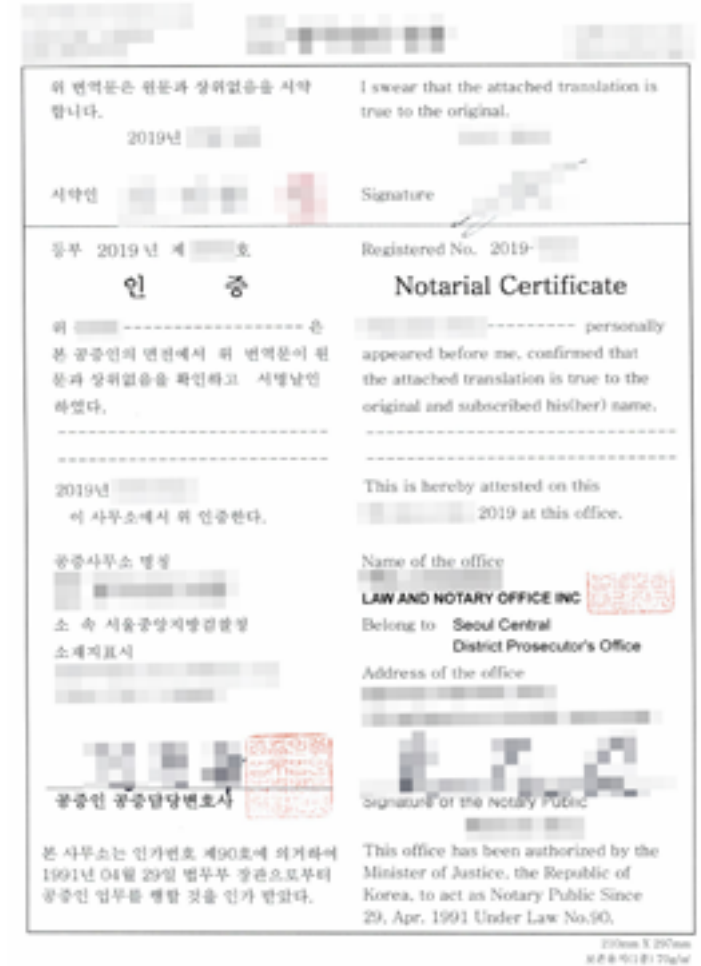 위 번역문은 원문과 상위없음을 서약
합니다.
2019년
서약인
I swear that the attached translation is
true to the original.
Signature
등부 2019 년 제 호
인 증
위 ------------------- 은
본 공증인의 면전에서 위 번역문이 원
문과 상위없음을 확인하고 서명날인
하였다.
2019년
이 사무소에서 위 인증한다.
공증사무소 명칭
소 속 서울중앙지방검찰청
소재지표시
공증인 공증담당변호사
본 사무소는 인가번호 제90호에 의거하여
1991년 04월 29일 법무부 장관으로부터
공증인 업무를 행할 것을 인가 받았다.
Registered No. 2019-
Notarial Certificate
---------- personally
appeared before me, confirmed that
the attached translation is true to the
original and subscribed his(her) name.
This is hereby attested on this
2019 at this office.
Name of the office
LAW AND NOTARY OFFICE INC
Belong to Seoul Central
District Prosecutor's Office
Address of the office
Signature of the Notary Public
This office has been authorized by the
Minister of Justice, the Republic of
Korea, to act as Notary Public Since
29, Apr, 1991 Under Law No.90.
210mm X 297mm
보존용지(1종) 70g/㎡